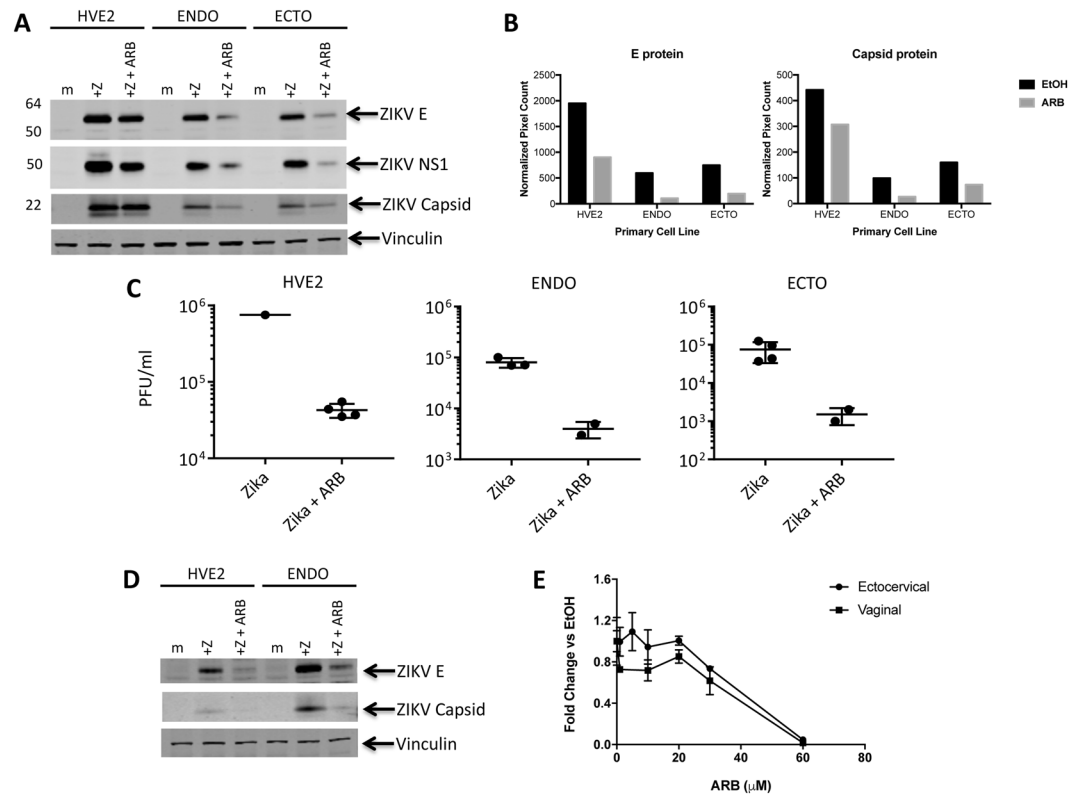 A
HVE2 ENDO ECTO
m +Z +Z + ARB m +Z +Z + ARB m +Z +Z + ARB
64
50
ZIKV E
50
ZIKV NS1
22
ZIKV Capsid
Vinculin
B
E protein
Normalized Pixel Count
2500
2000
1500
1000
500
0
HVE2 ENDO ECTO
Primary Cell Line
Capsid protein
Normalized Pixel Count
500
400
300
200
100
0
HVE2 ENDO ECTO
Primary Cell Line
EtOH
ARB
C
HVE2
PFU/ml
10⁶
10⁵
10⁴
Zika Zika + ARB
ENDO
10⁶
10⁵
10⁴
10³
Zika Zika + ARB
ECTO
10⁶
10⁵
10⁴
10³
10²
Zika Zika + ARB
D
HVE2 ENDO
m +Z +Z + ARB m +Z +Z + ARB
ZIKV E
ZIKV Capsid
Vinculin
E
Fold Change vs EtOH
1.6
1.2
0.8
0.4
0.0
0 20 40 60 80
ARB (μM)
Ectocervical
Vaginal